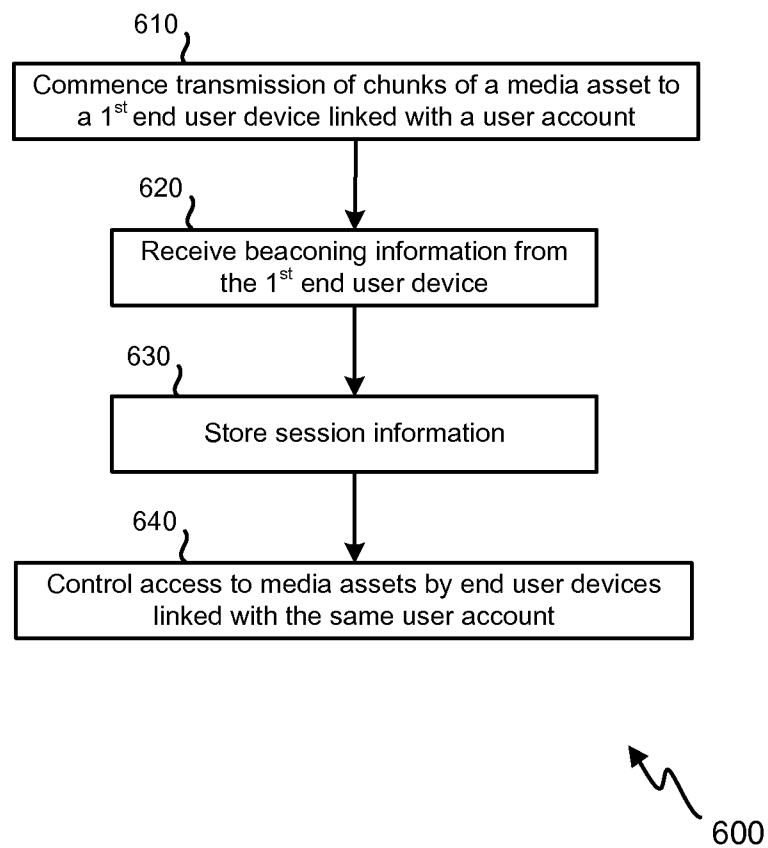 610
Commence transmission of chunks of a media asset to
a 1st end user device linked with a user account
620
Receive beaconing information from
the 1st end user device
630
Store session information
640
Control access to media assets by end user devices
linked with the same user account
600